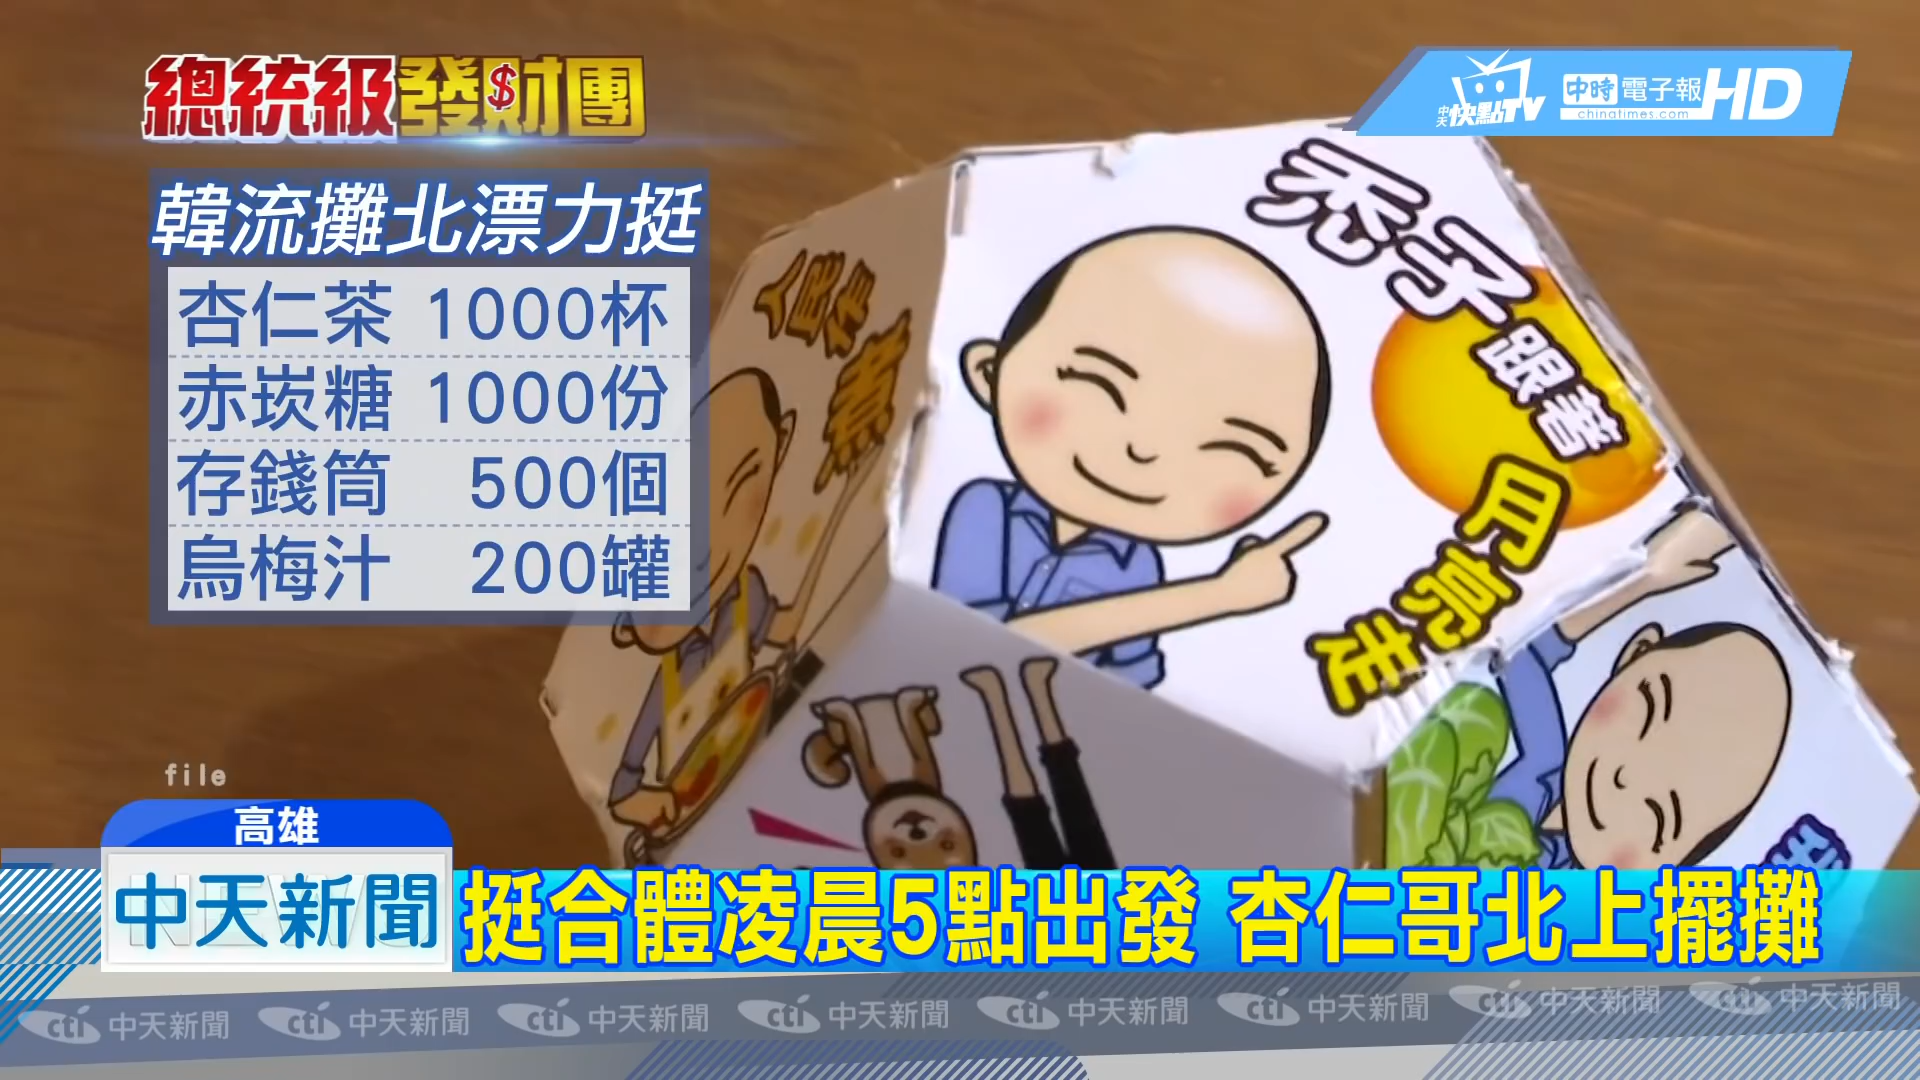 總統級發$財團
中天快點TV
中時電子報HD
chinatimes.com
韓流攤北漂力挺
杏仁茶 1000杯
赤崁糖 1000份
存錢筒 500個
烏梅汁 200罐
禿子
跟著
月亮走
人民作
file
高雄
中天新聞
挺合體凌晨5點出發 杏仁哥北上擺攤
cti 中天新聞 cti 中天新聞 cti 中天新聞 cti 中天新聞 cti 中天新聞 cti 中天新聞 cti 中天新聞 cti 中天新聞